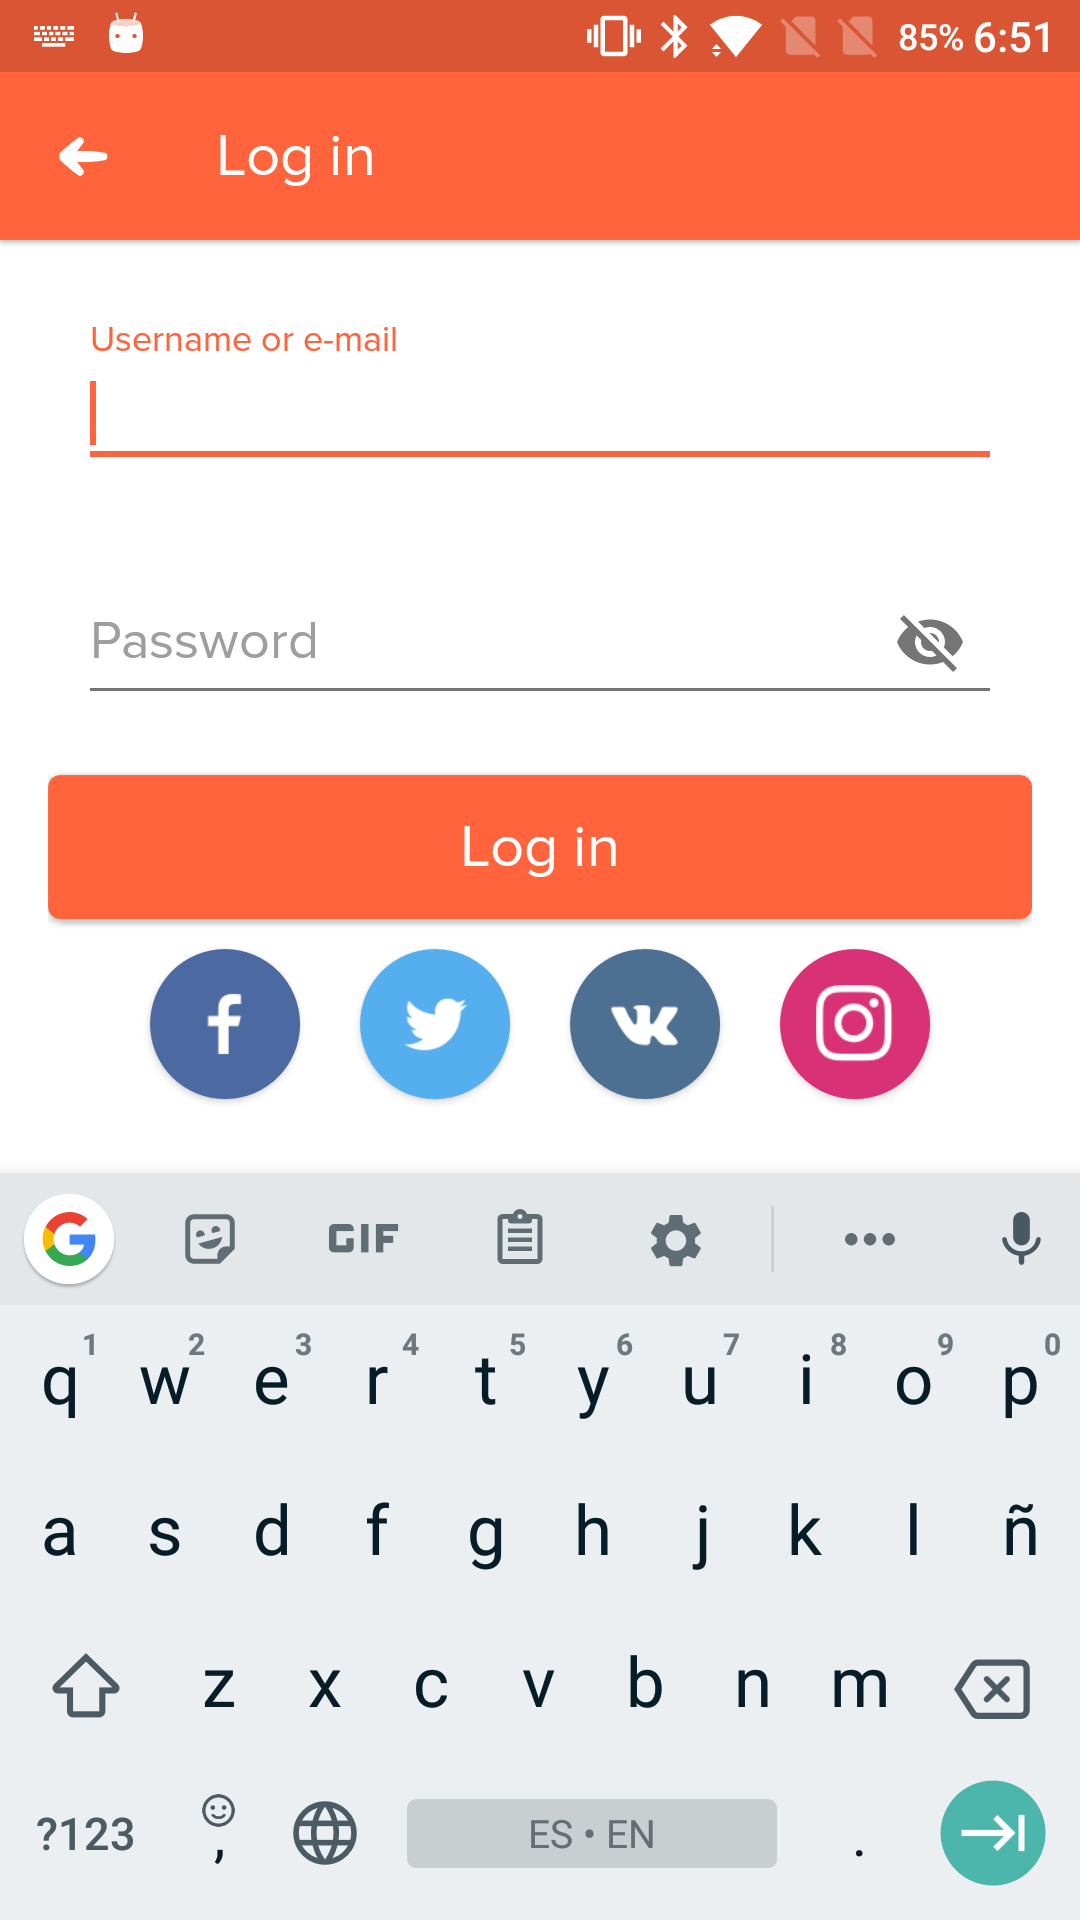 85% 6:51
Log in
Username or e-mail
Password
Log in
GIF
1 2 3 4 5 6 7 8 9 0
q w e r t y u i o p
a s d f g h j k l ñ
z x c v b n m
?123 , ES • EN .